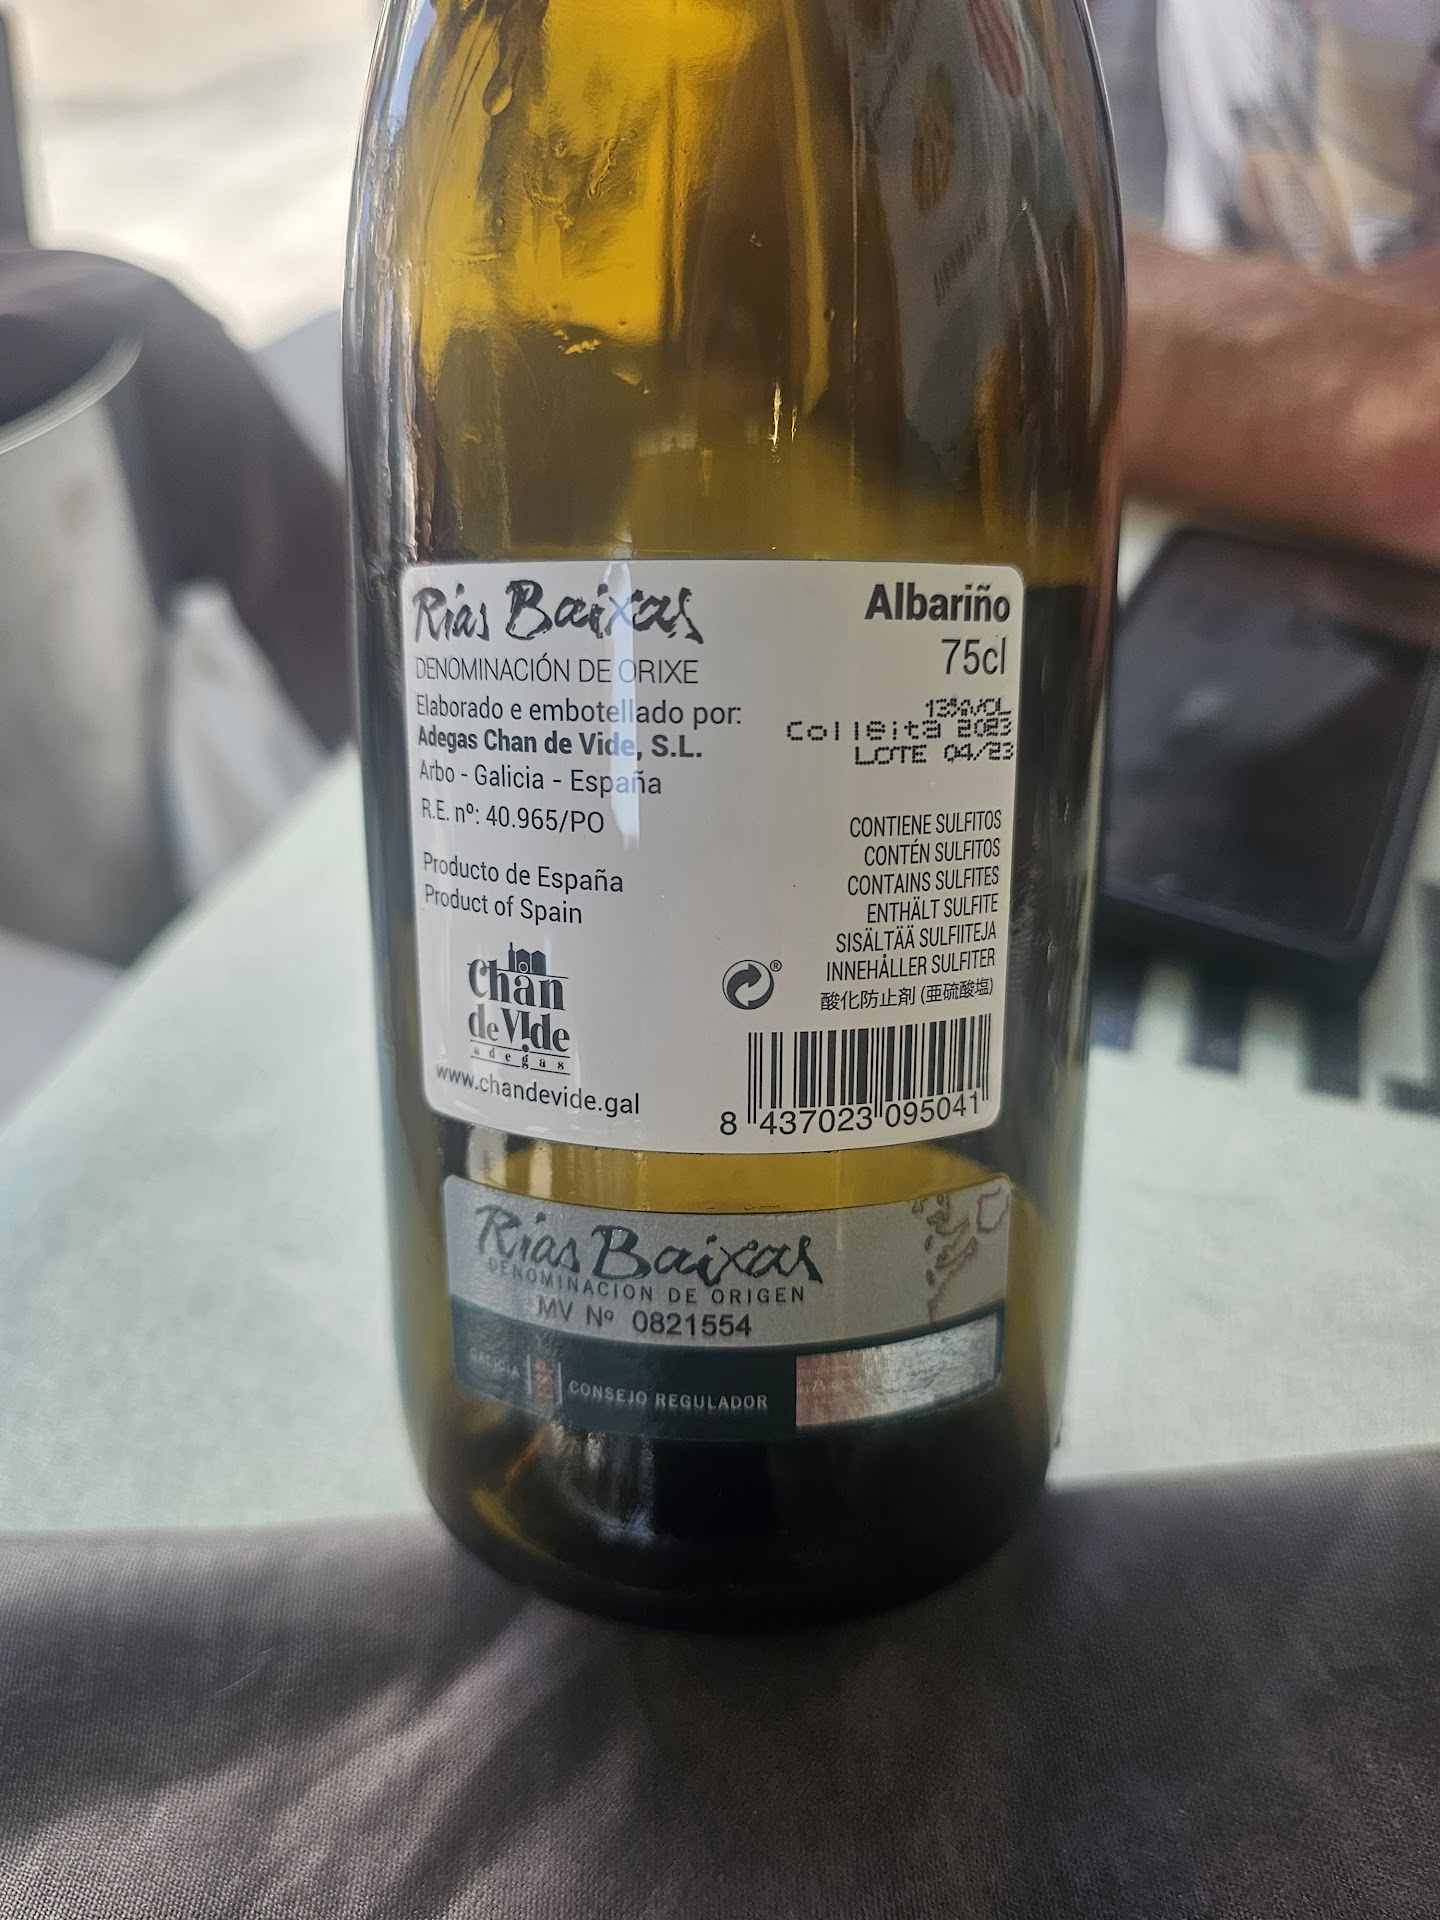 Rías Baixas
DENOMINACIÓN DE ORIXE
Elaborado e embotellado por:
Adegas Chan de Vide, S.L.
Arbo - Galicia - España
R.E. nº: 40.965/PO
Producto de España
Product of Spain
Chan
de Vide
adegas
www.chandevide.gal
Albariño
75cl
13%VOL
Colleita 2023
LOTE 04/23
CONTIENE SULFITOS
CONTÉN SULFITOS
CONTAINS SULFITES
ENTHÄLT SULFITE
SISÄLTÄÄ SULFIITEJA
INNEHÅLLER SULFITER
酸化防止剤 (亜硫酸塩)
8 437023 095041
Rías Baixas
DENOMINACION DE ORIGEN
MV Nº 0821554
GALICIA
CONSEJO REGULADOR